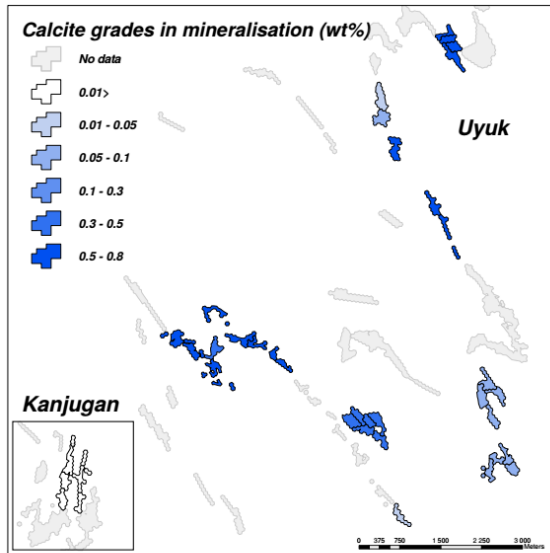 Calcite grades in mineralisation (wt%)
No data
0.01>
0.01 - 0.05
0.05 - 0.1
0.1 - 0.3
0.3 - 0.5
0.5 - 0.8
Uyuk
Kanjugan
0 375 750 1 500 2 250 3 000
Meters